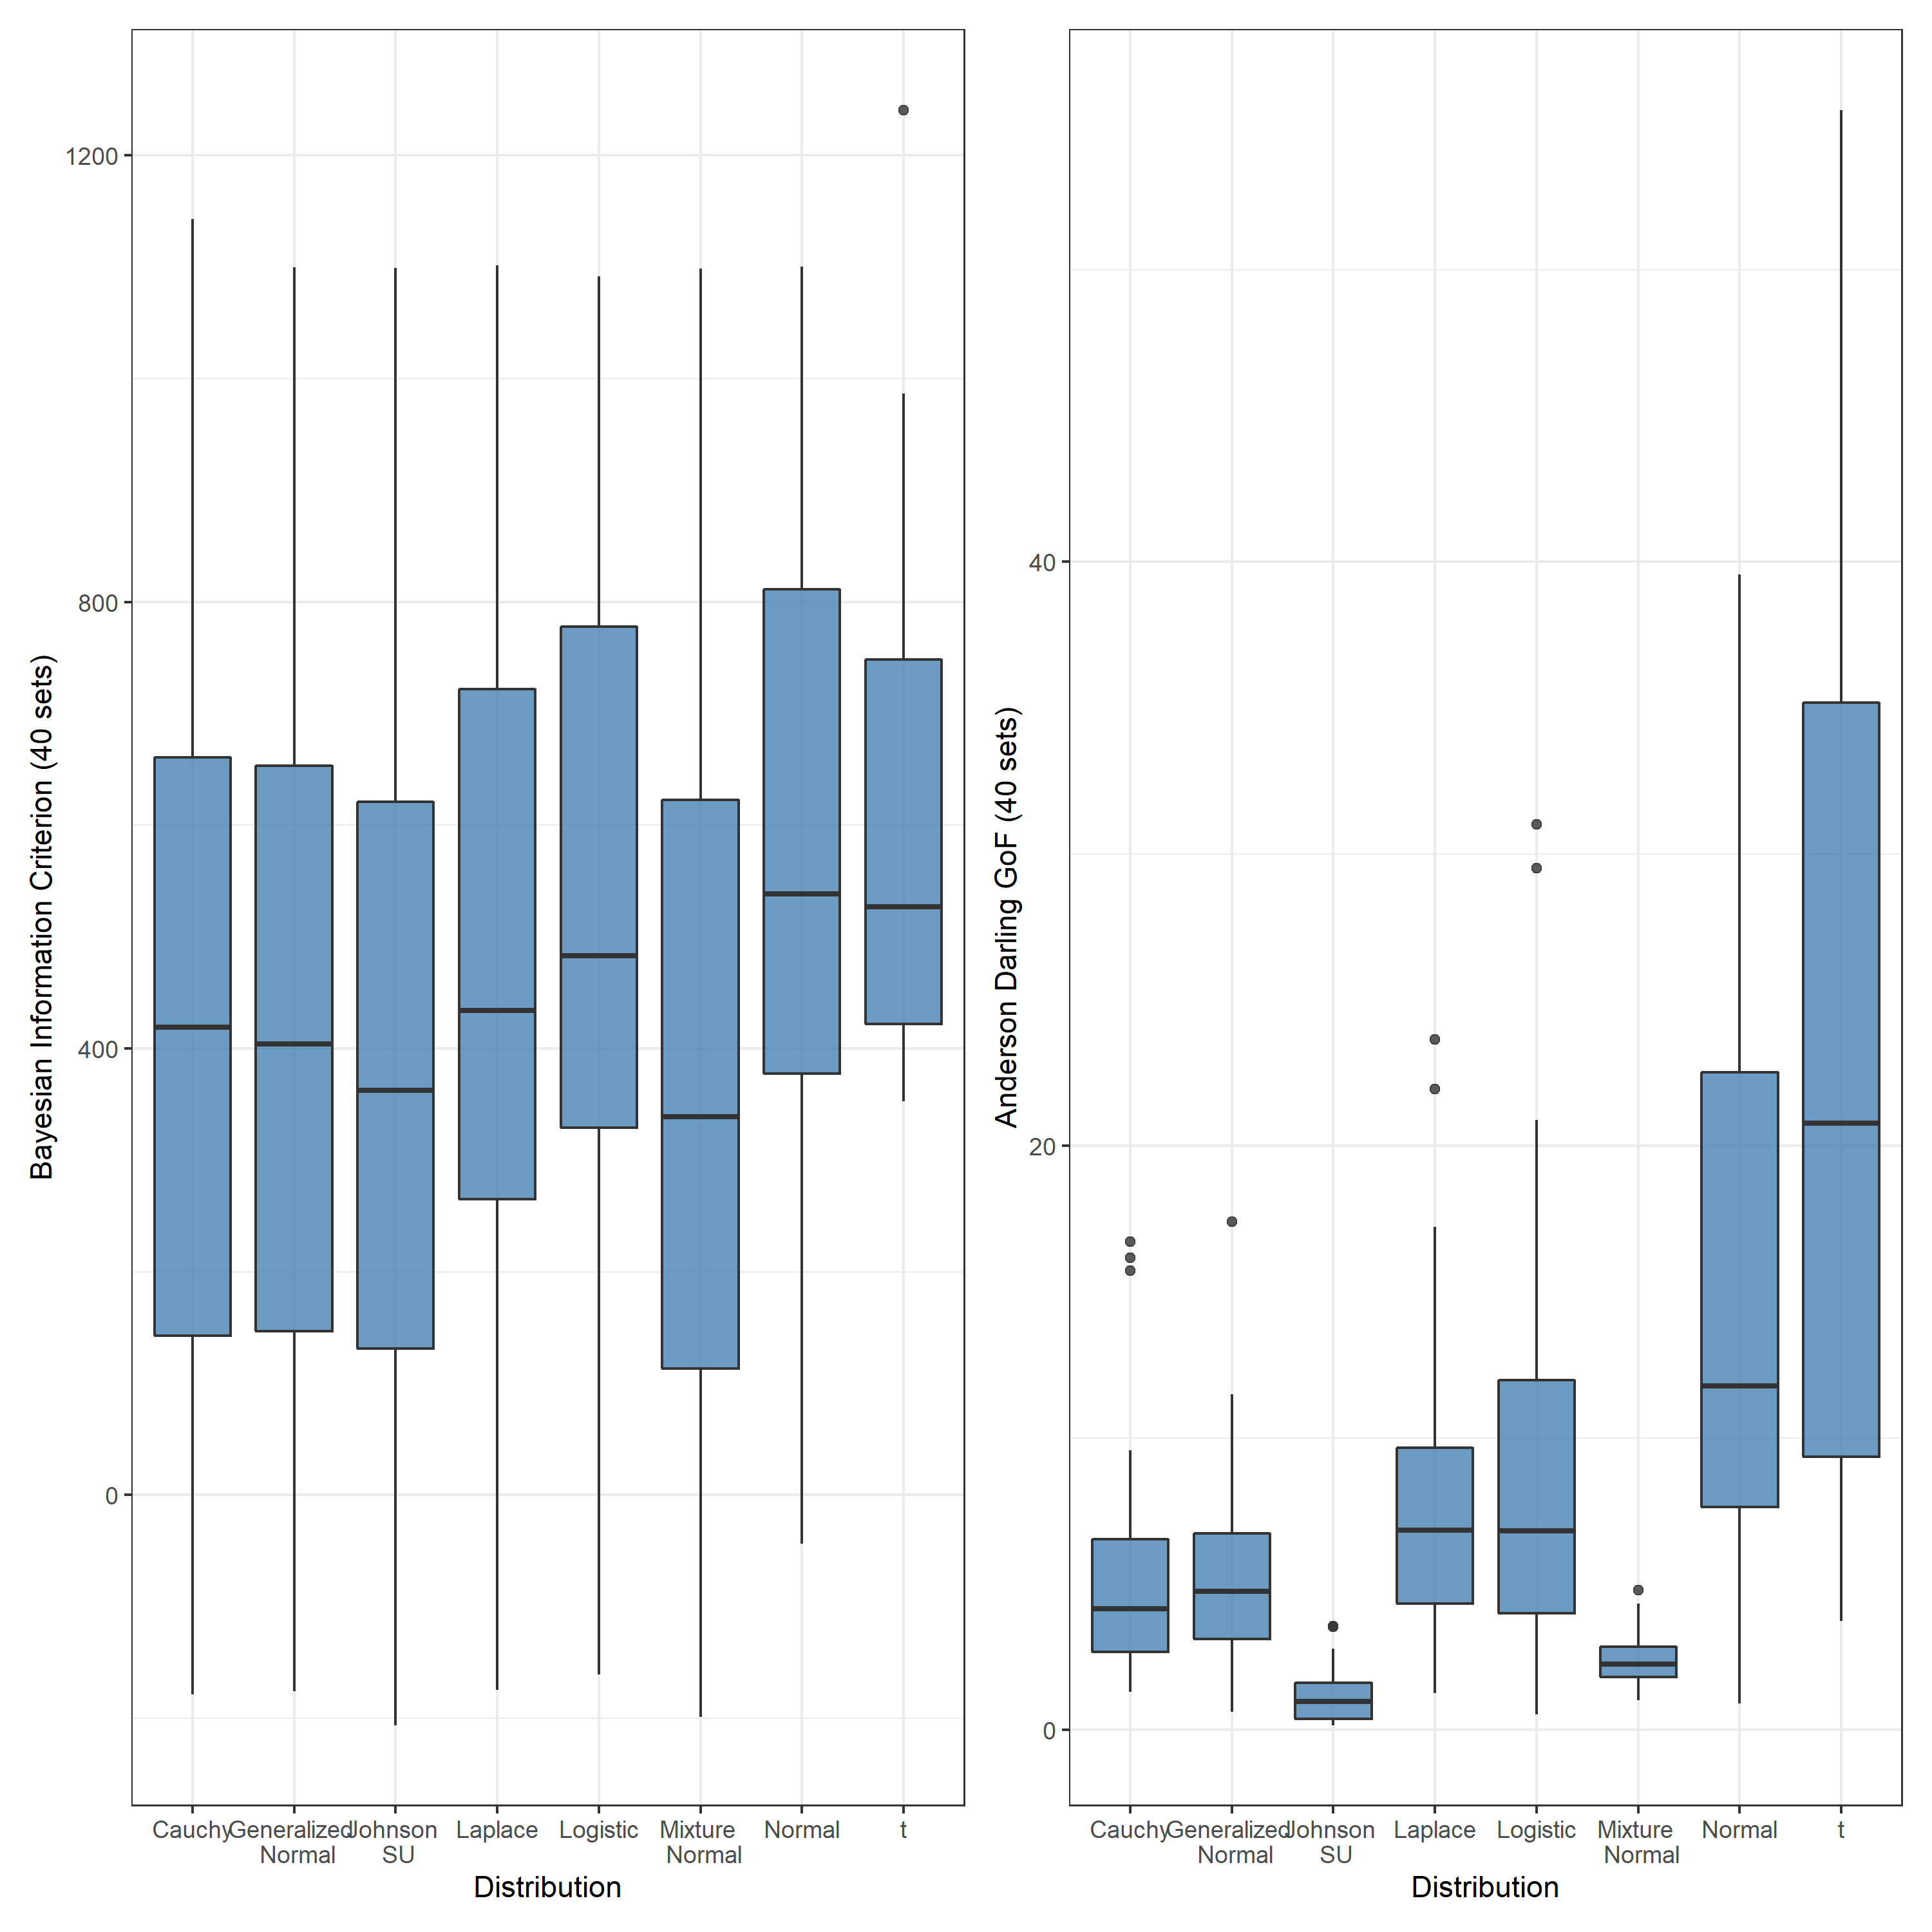 Bayesian Information Criterion (40 sets)
1200
800
400
0
Cauchy Generalized Johnson Laplace Logistic Mixture Normal t
Normal SU Normal
Distribution
Anderson Darling GoF (40 sets)
40
20
0
Cauchy Generalized Johnson Laplace Logistic Mixture Normal t
Normal SU Normal
Distribution